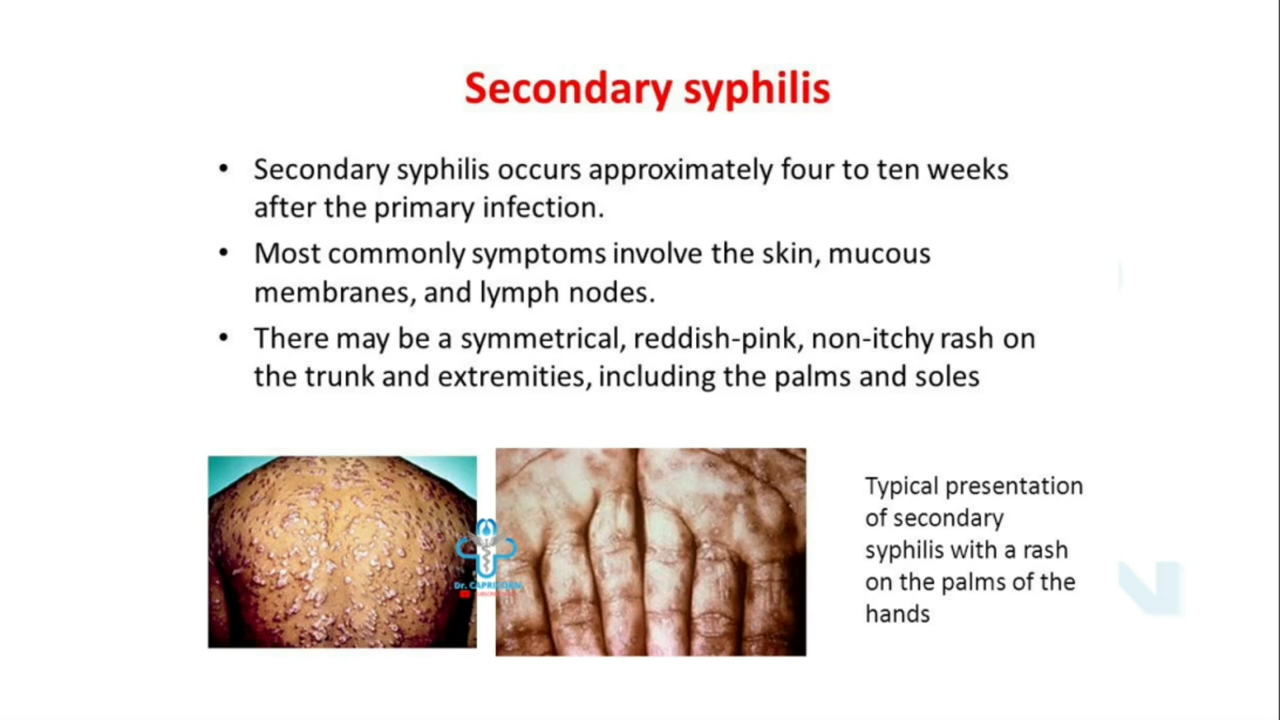 Secondary syphilis
• Secondary syphilis occurs approximately four to ten weeks
after the primary infection.
• Most commonly symptoms involve the skin, mucous
membranes, and lymph nodes.
• There may be a symmetrical, reddish-pink, non-itchy rash on
the trunk and extremities, including the palms and soles
Dr. CAPRICORN
Typical presentation
of secondary
syphilis with a rash
on the palms of the
hands